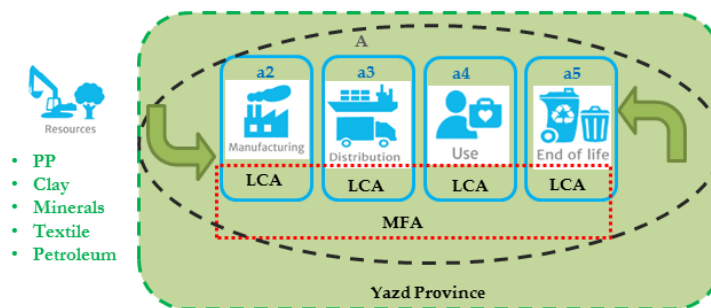 A
a2
a3
a4
a5
Resources
Manufacturing
Distribution
Use
End of life
LCA
LCA
LCA
LCA
MFA
• PP
• Clay
• Minerals
• Textile
• Petroleum
Yazd Province